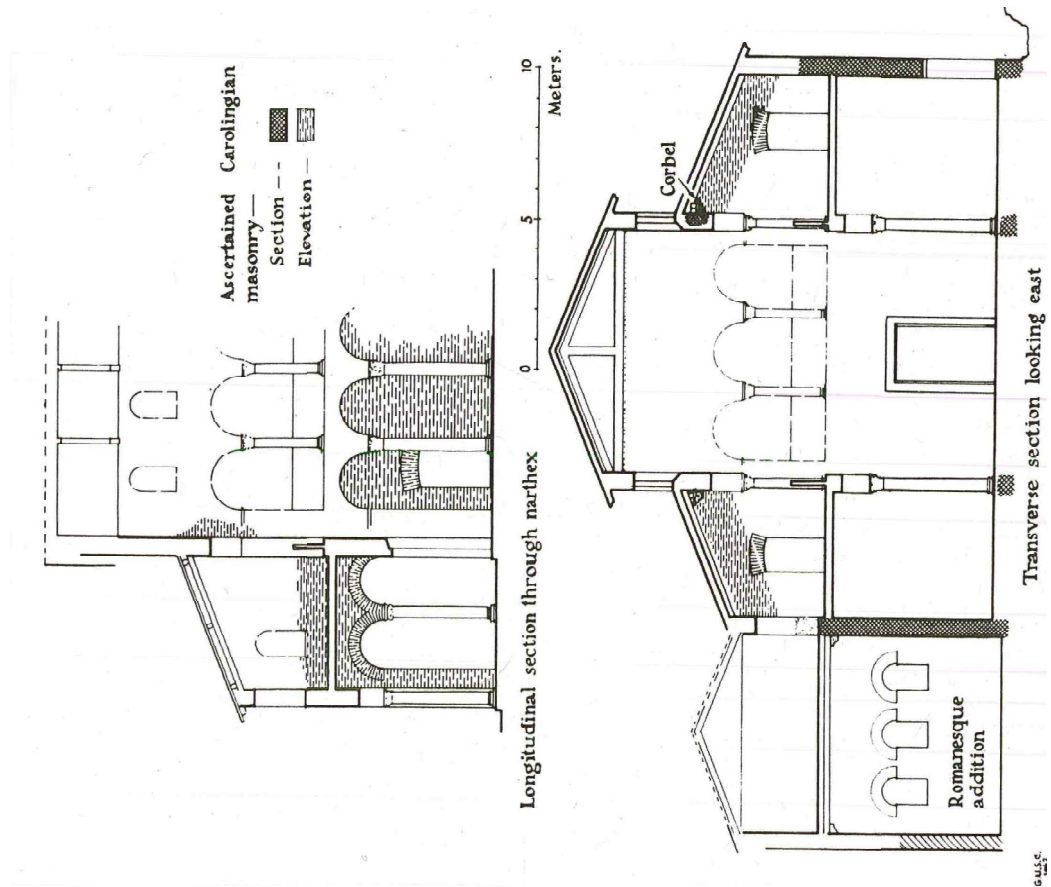 Ascertained Carolingian
masonry—
Section ---
Elevation—
Longitudinal section through narthex
0
5
10
Meters.
Corbel
Romanesque
addition
Transverse section looking east